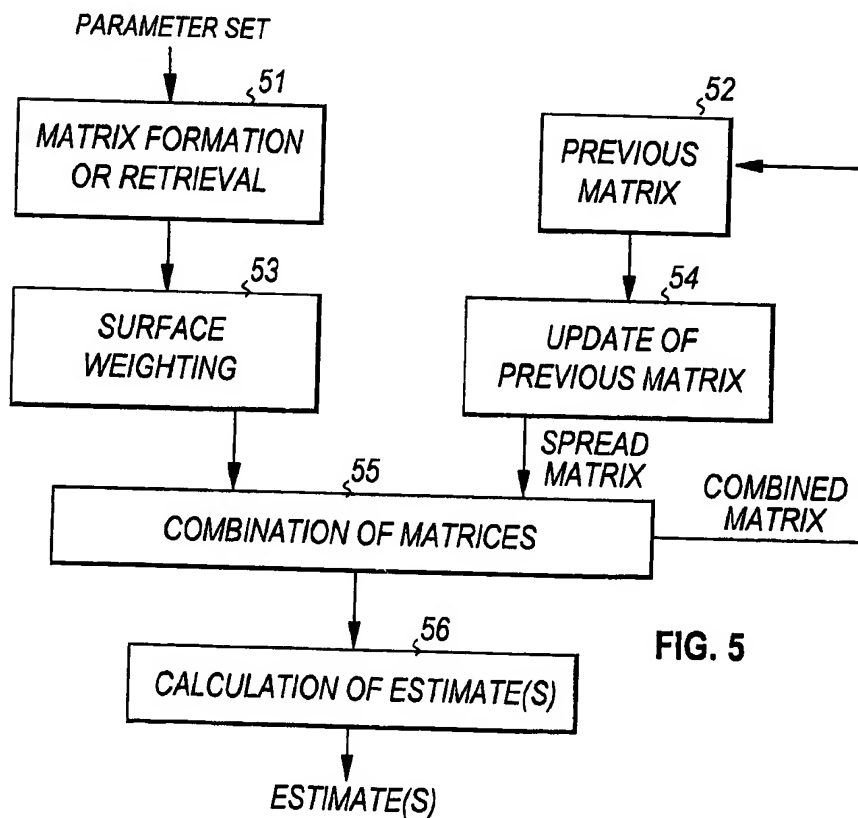 PARAMETER SET
51
MATRIX FORMATION
OR RETRIEVAL
52
PREVIOUS
MATRIX
53
SURFACE
WEIGHTING
54
UPDATE OF
PREVIOUS MATRIX
SPREAD
MATRIX
55
COMBINATION OF MATRICES
COMBINED
MATRIX
56
CALCULATION OF ESTIMATE(S)
FIG. 5
ESTIMATE(S)